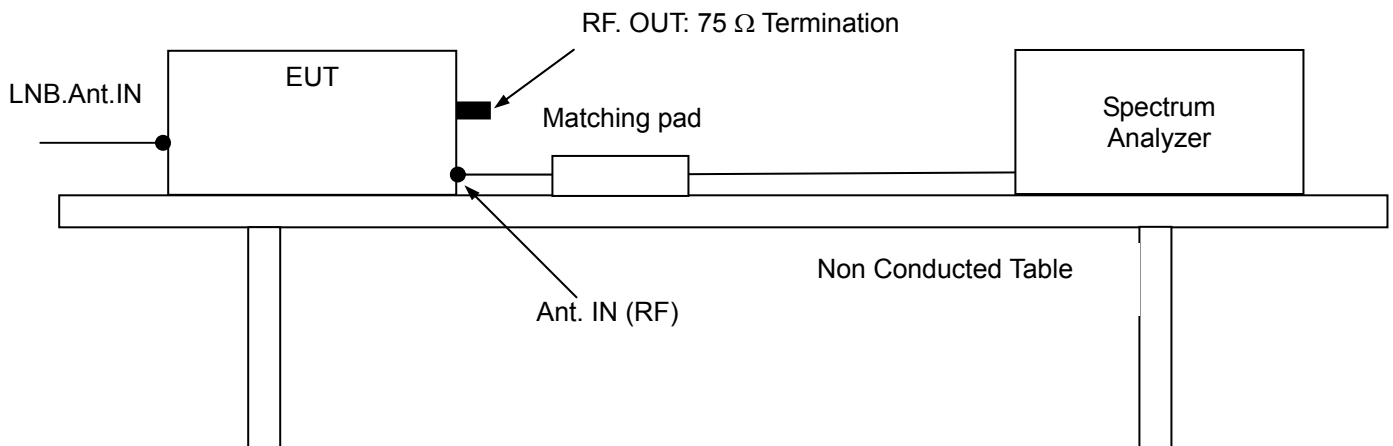 RF. OUT: 75 Ω Termination
LNB.Ant.IN
EUT
Matching pad
Spectrum
Analyzer
Non Conducted Table
Ant. IN (RF)